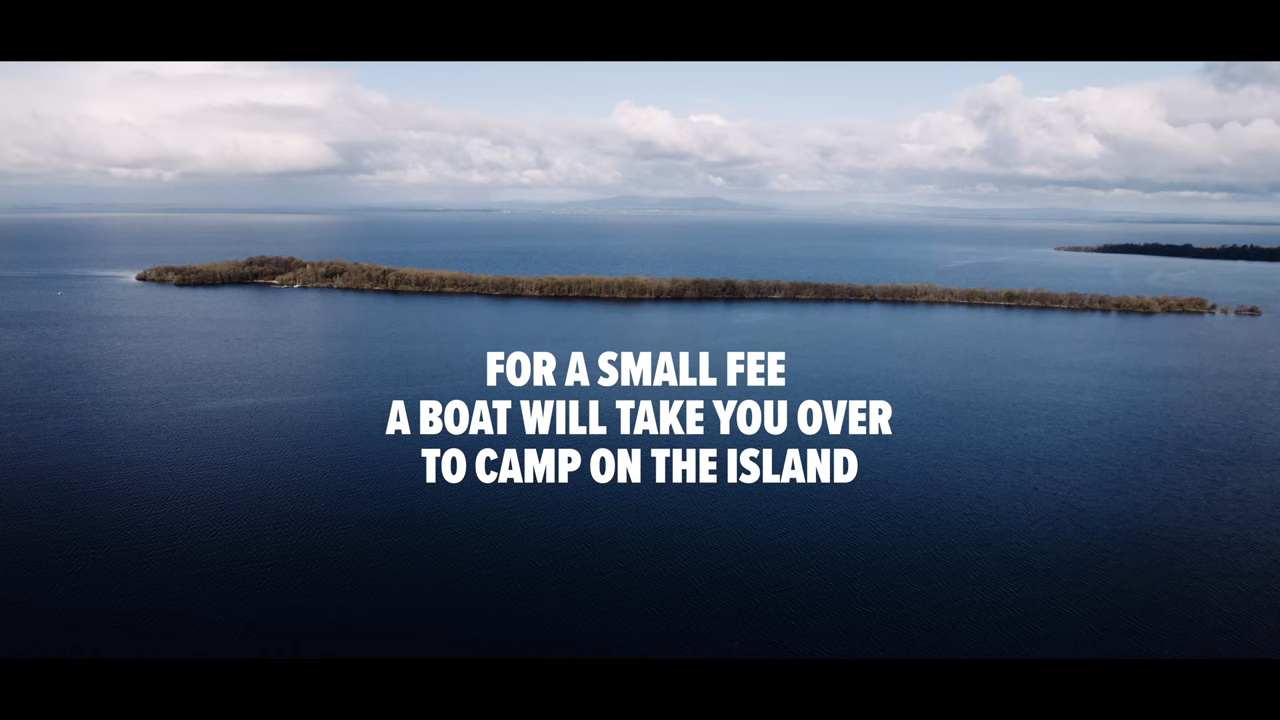 FOR A SMALL FEE
A BOAT WILL TAKE YOU OVER
TO CAMP ON THE ISLAND